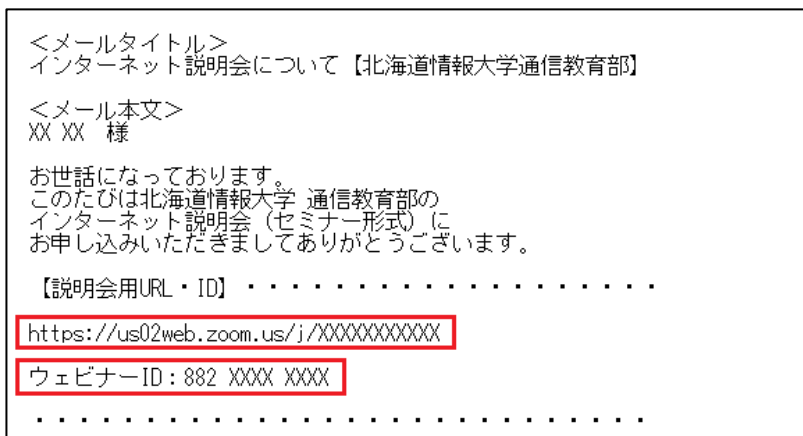 ＜メールタイトル＞
インターネット説明会について【北海道情報大学通信教育部】
＜メール本文＞
XX XX　様
お世話になっております。
このたびは北海道情報大学 通信教育部の
インターネット説明会（セミナー形式）に
お申し込みいただきましてありがとうございます。
【説明会用URL・ID】・・・・・・・・・・・・・・・・・・・
https://us02web.zoom.us/j/XXXXXXXXXXX
ウェビナーID：882 XXXX XXXX
・・・・・・・・・・・・・・・・・・・・・・・・・・・・